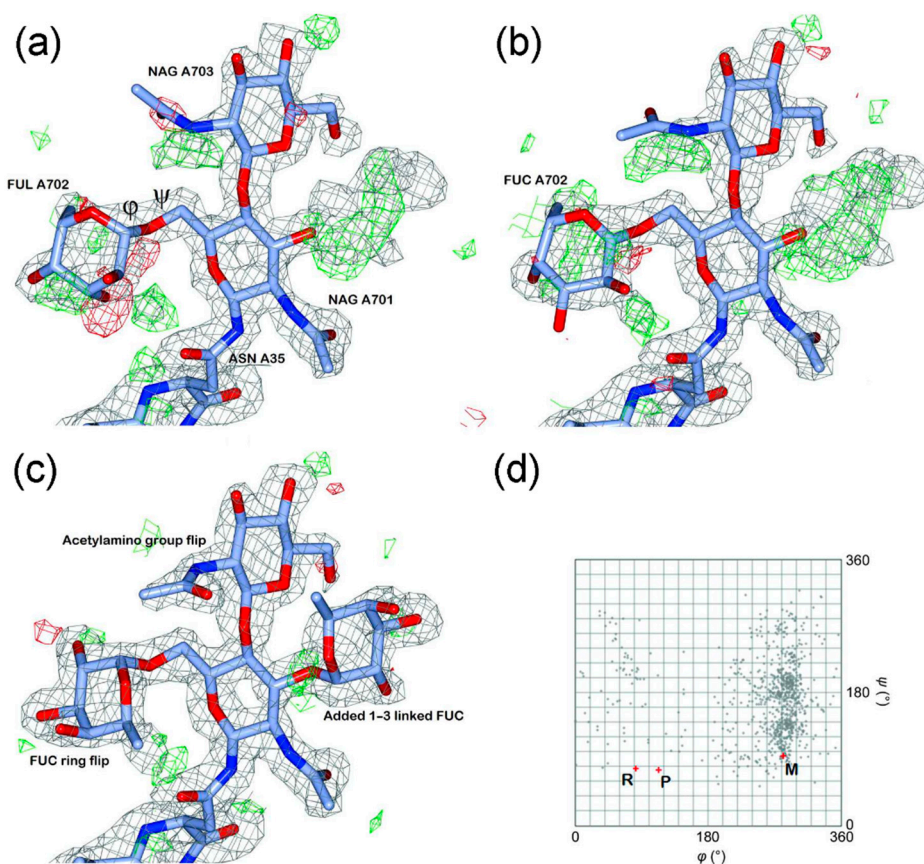 (a)
NAG A703
FUL A702
φ
ψ
NAG A701
ASN A35
(b)
FUC A702
(c)
Acetylamino group flip
Added 1-3 linked FUC
FUC ring flip
(d)
360
180
0
ψ (°)
R
P
M
0
180
360
φ (°)